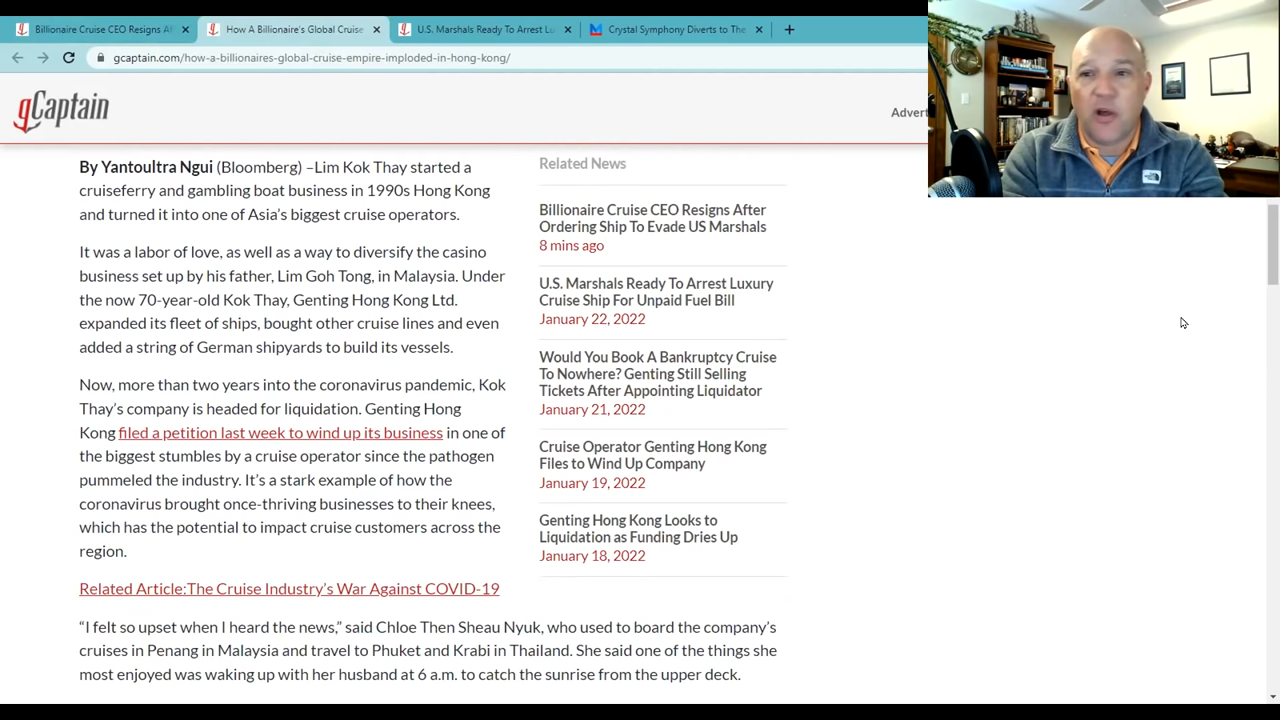 Billionaire Cruise CEO Resigns Af
How A Billionaire's Global Cruise
U.S. Marshals Ready To Arrest Lu
Crystal Symphony Diverts to The
gcaptain.com/how-a-billionaires-global-cruise-empire-imploded-in-hong-kong/
gCaptain
Advert
By Yantoultra Ngui (Bloomberg) –Lim Kok Thay started a
cruiseferry and gambling boat business in 1990s Hong Kong
and turned it into one of Asia's biggest cruise operators.
It was a labor of love, as well as a way to diversify the casino
business set up by his father, Lim Goh Tong, in Malaysia. Under
the now 70-year-old Kok Thay, Genting Hong Kong Ltd.
expanded its fleet of ships, bought other cruise lines and even
added a string of German shipyards to build its vessels.
Now, more than two years into the coronavirus pandemic, Kok
Thay's company is headed for liquidation. Genting Hong
Kong filed a petition last week to wind up its business in one of
the biggest stumbles by a cruise operator since the pathogen
pummeled the industry. It's a stark example of how the
coronavirus brought once-thriving businesses to their knees,
which has the potential to impact cruise customers across the
region.
Related Article:The Cruise Industry's War Against COVID-19
"I felt so upset when I heard the news," said Chloe Then Sheau Nyuk, who used to board the company's
cruises in Penang in Malaysia and travel to Phuket and Krabi in Thailand. She said one of the things she
most enjoyed was waking up with her husband at 6 a.m. to catch the sunrise from the upper deck.
Related News
Billionaire Cruise CEO Resigns After
Ordering Ship To Evade US Marshals
8 mins ago
U.S. Marshals Ready To Arrest Luxury
Cruise Ship For Unpaid Fuel Bill
January 22, 2022
Would You Book A Bankruptcy Cruise
To Nowhere? Genting Still Selling
Tickets After Appointing Liquidator
January 21, 2022
Cruise Operator Genting Hong Kong
Files to Wind Up Company
January 19, 2022
Genting Hong Kong Looks to
Liquidation as Funding Dries Up
January 18, 2022